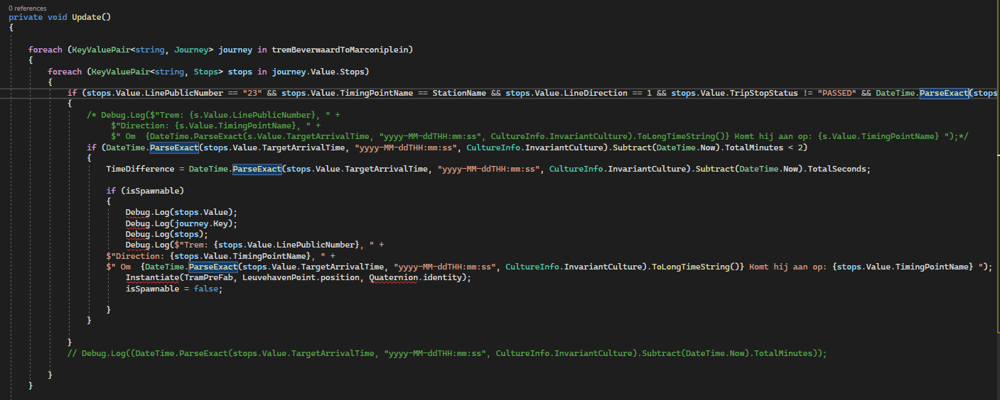 0 references
private void Update()
{
foreach (KeyValuePair<string, Journey> journey in tremBeverwaardToMarconiplein)
{
foreach (KeyValuePair<string, Stops> stops in journey.Value.Stops)
{
if (stops.Value.LinePublicNumber == "23" && stops.Value.TimingPointName == StationName && stops.Value.LineDirection == 1 && stops.Value.TripStopStatus != "PASSED" && DateTime.ParseExact(stops
{
/* Debug.Log($"Trem: {s.Value.LinePublicNumber}, " +
$"Direction: {s.Value.TimingPointName}, " +
$" Om  {DateTime.ParseExact(s.Value.TargetArrivalTime, "yyyy-MM-ddTHH:mm:ss", CultureInfo.InvariantCulture).ToLongTimeString()} Komt hij aan op: {s.Value.TimingPointName} ");*/
if (DateTime.ParseExact(stops.Value.TargetArrivalTime, "yyyy-MM-ddTHH:mm:ss", CultureInfo.InvariantCulture).Subtract(DateTime.Now).TotalMinutes < 2)
{
TimeDifference = DateTime.ParseExact(stops.Value.TargetArrivalTime, "yyyy-MM-ddTHH:mm:ss", CultureInfo.InvariantCulture).Subtract(DateTime.Now).TotalSeconds;
if (isSpawnable)
{
Debug.Log(stops.Value);
Debug.Log(journey.Key);
Debug.Log(stops);
Debug.Log($"Trem: {stops.Value.LinePublicNumber}, " +
$"Direction: {stops.Value.TimingPointName}, " +
$" Om  {DateTime.ParseExact(stops.Value.TargetArrivalTime, "yyyy-MM-ddTHH:mm:ss", CultureInfo.InvariantCulture).ToLongTimeString()} Komt hij aan op: {stops.Value.TimingPointName} ");
Instantiate(TramPreFab, LeuvehavenPoint.position, Quaternion.identity);
isSpawnable = false;
}
}
}
// Debug.Log((DateTime.ParseExact(stops.Value.TargetArrivalTime, "yyyy-MM-ddTHH:mm:ss", CultureInfo.InvariantCulture).Subtract(DateTime.Now).TotalMinutes));
}
}